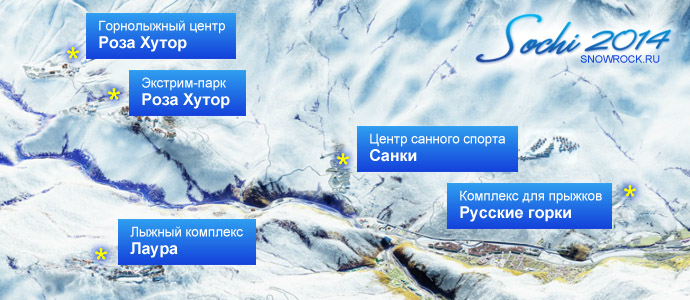 Горнолыжный центр
Роза Хутор
Sochi 2014
SNOWROCK.RU
Экстрим-парк
Роза Хутор
Центр санного спорта
Санки
Комплекс для прыжков
Русские горки
Лыжный комплекс
Лаура